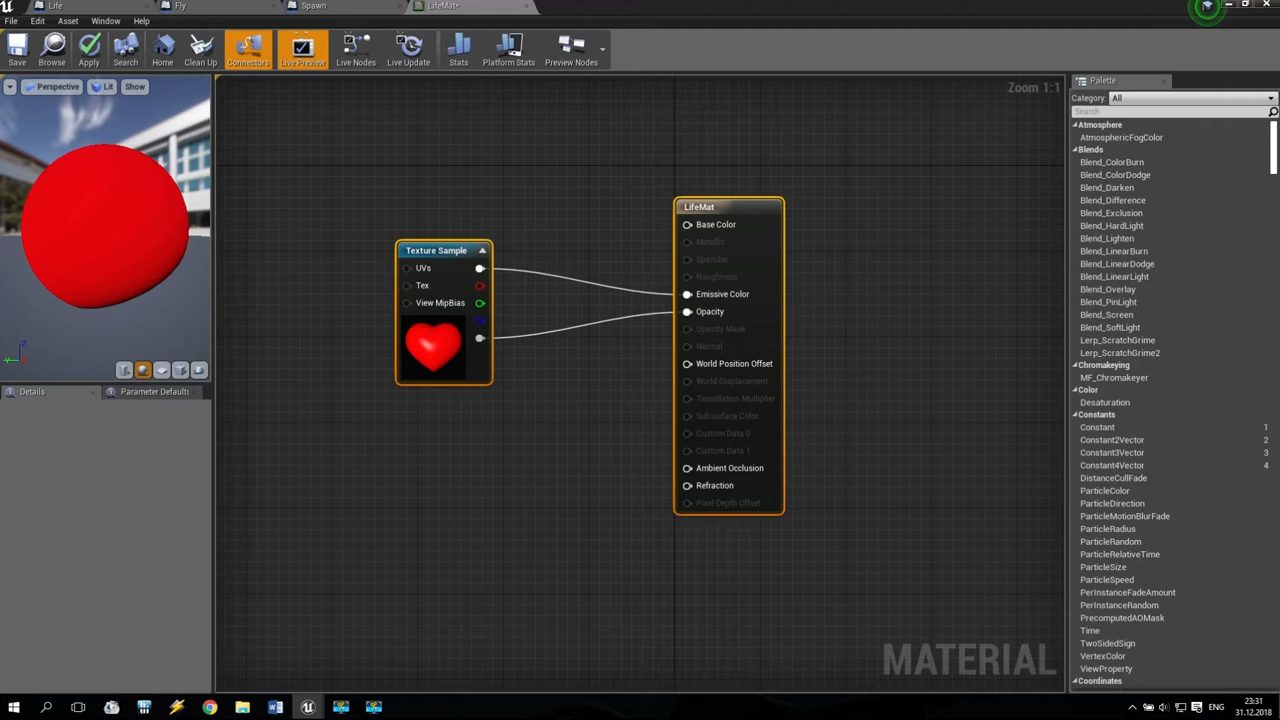 Life
Fly
Spawn
LifeMat*
File Edit Asset Window Help
Save
Browse
Apply
Search
Home
Clean Up
Connectors
Live Preview
Live Nodes
Live Update
Stats
Platform Stats
Preview Nodes
Perspective
Lit
Show
Zoom 1:1
Palette
Category: All
Search
Atmosphere
AtmosphericFogColor
Blends
Blend_ColorBurn
Blend_ColorDodge
Blend_Darken
Blend_Difference
Blend_Exclusion
Blend_HardLight
Blend_Lighten
Blend_LinearBurn
Blend_LinearDodge
Blend_LinearLight
Blend_Overlay
Blend_PinLight
Blend_Screen
Blend_SoftLight
Lerp_ScratchGrime
Lerp_ScratchGrime2
Chromakeying
MF_Chromakeyer
Color
Desaturation
Constants
Constant 1
Constant2Vector 2
Constant3Vector 3
Constant4Vector 4
DistanceCullFade
ParticleColor
ParticleDirection
ParticleMotionBlurFade
ParticleRadius
ParticleRandom
ParticleRelativeTime
ParticleSize
ParticleSpeed
PerInstanceFadeAmount
PerInstanceRandom
PrecomputedAOMask
Time
TwoSidedSign
VertexColor
ViewProperty
Coordinates
Texture Sample
UVs
Tex
View MipBias
LifeMat
Base Color
Metallic
Specular
Roughness
Emissive Color
Opacity
Opacity Mask
Normal
World Position Offset
World Displacement
Tessellation Multiplier
Subsurface Color
Custom Data 0
Custom Data 1
Ambient Occlusion
Refraction
Pixel Depth Offset
Z
Y
Details
Parameter Defaults
MATERIAL
ENG
23:31
31.12.2018